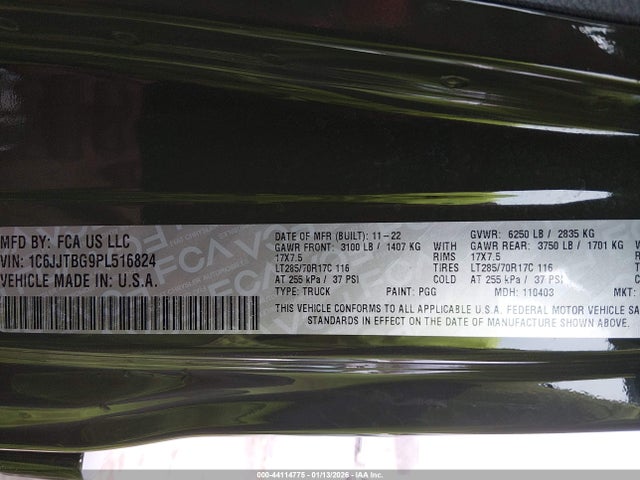 MFD BY: FCA US LLC
VIN: 1C6JJTBG9PL516824
VEHICLE MADE IN: U.S.A.
DATE OF MFR (BUILT): 11-22 GVWR: 6250 LB / 2835 KG
GAWR FRONT: 3100 LB / 1407 KG WITH GAWR REAR: 3750 LB / 1701 KG
17X7.5 RIMS 17X7.5
LT285/70R17C 116 TIRES LT285/70R17C 116
AT 255 kPa / 37 PSI COLD AT 255 kPa / 37 PSI
TYPE: TRUCK PAINT: PGG MDH: 110403 MKT:
THIS VEHICLE CONFORMS TO ALL APPLICABLE U.S.A. FEDERAL MOTOR VEHICLE SA
STANDARDS IN EFFECT ON THE DATE OF MANUFACTURE SHOWN ABOVE.
000-44114775 - 01/13/2026 - IAAI.COM